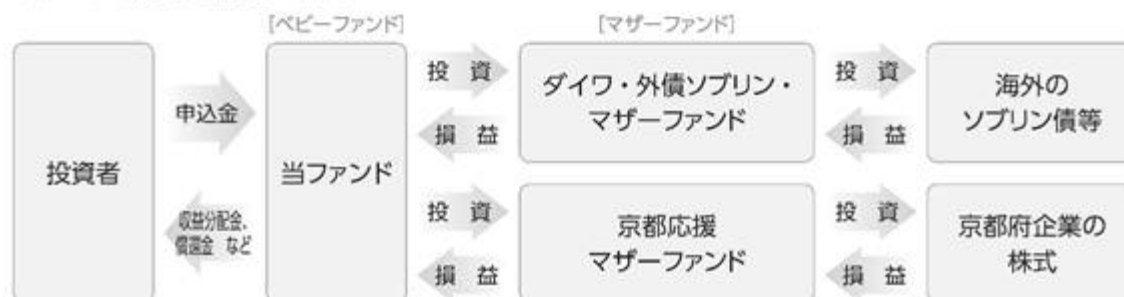 [ベビーファンド]
[マザーファンド]
投資者
申込金
収益分配金、
償還金 など
当ファンド
投 資
損 益
ダイワ・外債ソブリン・
マザーファンド
投 資
損 益
海外の
ソブリン債等
投 資
損 益
京都応援
マザーファンド
投 資
損 益
京都府企業の
株式